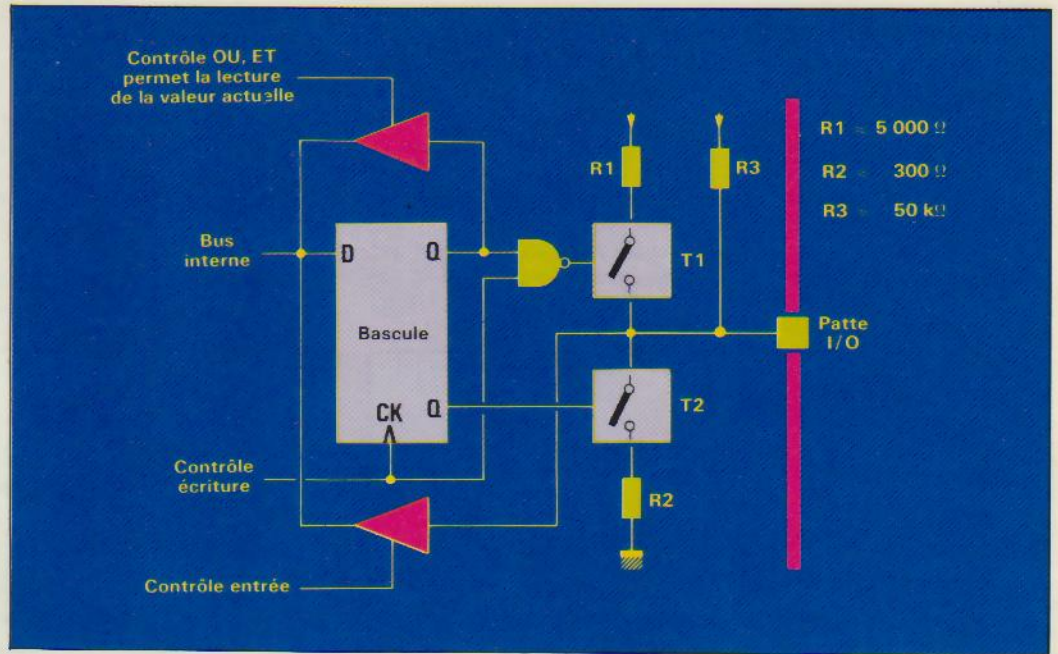 Contrôle OU, ET
permet la lecture
de la valeur actuelle
R1
R3
R1 ≈ 5 000 Ω
R2 ≈ 300 Ω
R3 ≈ 50 kΩ
Bus
interne
D
Q
T1
Bascule
Patte
I/O
CK
Q
T2
Contrôle
écriture
R2
Contrôle entrée